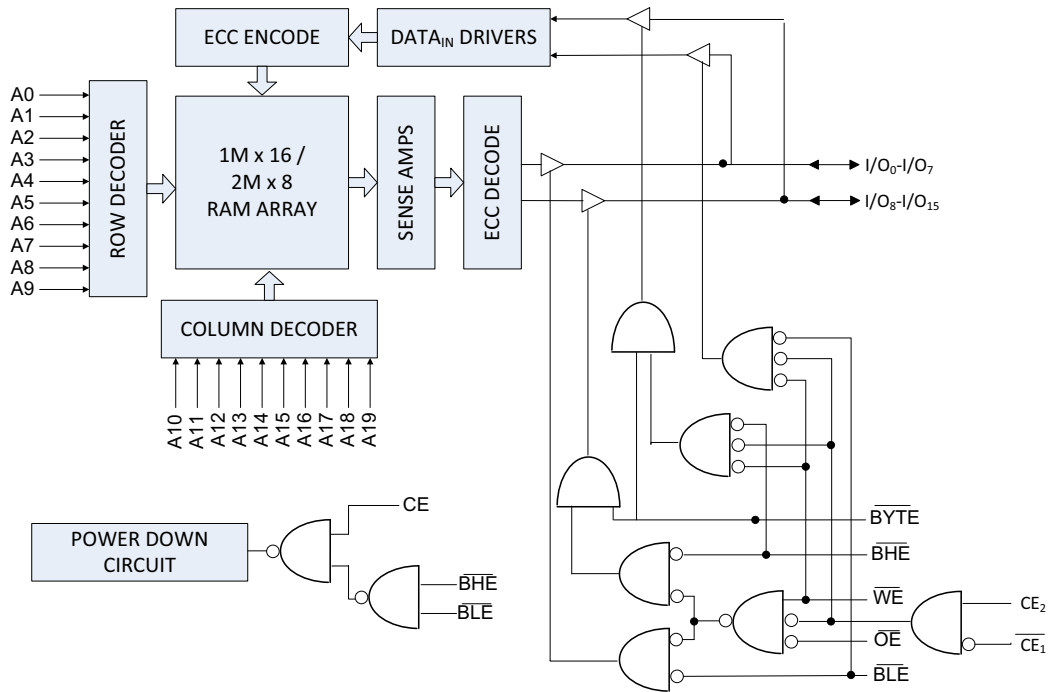 ECC ENCODE
DATAIN DRIVERS
A0
A1
A2
A3
A4
A5
A6
A7
A8
A9
ROW DECODER
1M x 16 /
2M x 8
RAM ARRAY
SENSE AMPS
ECC DECODE
I/O0-I/O7
I/O8-I/O15
COLUMN DECODER
A10
A11
A12
A13
A14
A15
A16
A17
A18
A19
CE
POWER DOWN
CIRCUIT
BHE
BLE
BYTE
BHE
WE
OE
BLE
CE2
CE1